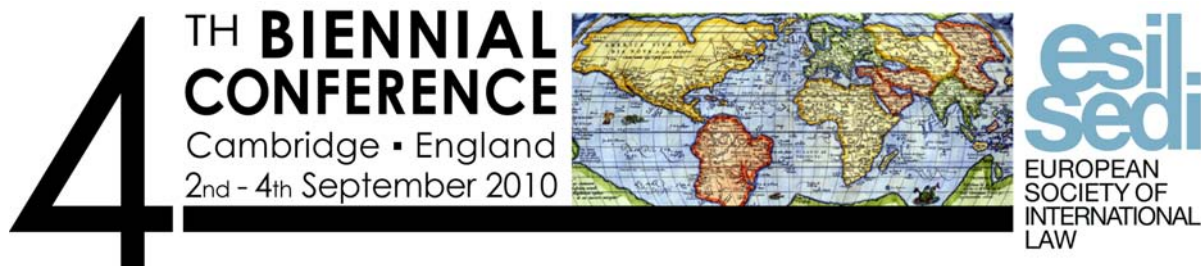 4TH BIENNIAL
CONFERENCE
Cambridge ▪ England
2nd - 4th September 2010
esil-
sedi
EUROPEAN
SOCIETY OF
INTERNATIONAL
LAW